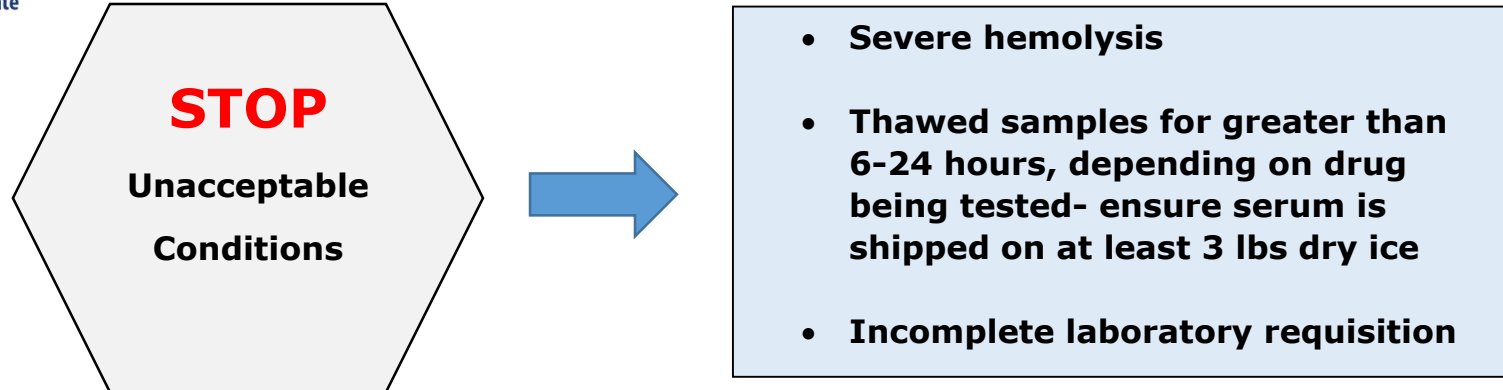 STOP
Unacceptable
Conditions
• Severe hemolysis
• Thawed samples for greater than
6-24 hours, depending on drug
being tested- ensure serum is
shipped on at least 3 lbs dry ice
• Incomplete laboratory requisition